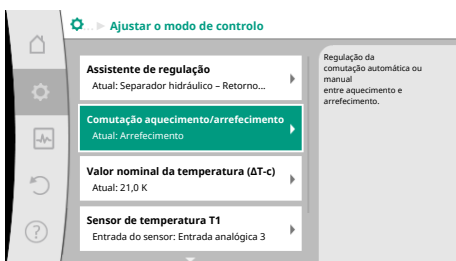 ... Ajustar o modo de controlo
Assistente de regulação
Atual: Separador hidráulico – Retorno...
Comutação aquecimento/arrefecimento
Atual: Arrefecimento
Valor nominal da temperatura (ΔT-c)
Atual: 21,0 K
Sensor de temperatura T1
Entrada do sensor: Entrada analógica 3
Regulação da
comutação automática ou
manual
entre aquecimento e
arrefecimento.
?